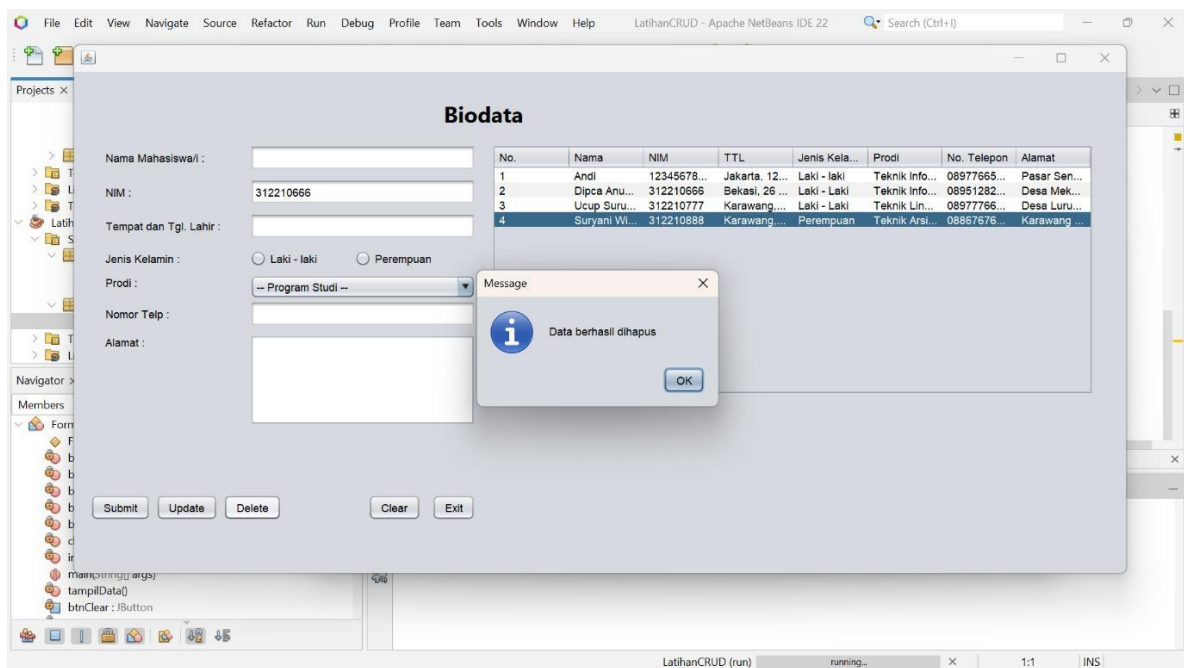 File Edit View Navigate Source Refactor Run Debug Profile Team Tools Window Help LatihanCRUD - Apache NetBeans IDE 22 Search (Ctrl+I)
Projects
Biodata
Nama Mahasiswa/i :
NIM : 312210666
Tempat dan Tgl. Lahir :
Jenis Kelamin : Laki - laki Perempuan
Prodi : -- Program Studi --
Nomor Telp :
Alamat :
No. Nama NIM TTL Jenis Kela... Prodi No. Telepon Alamat
1 Andi 12345678... Jakarta, 12... Laki - laki Teknik Info... 08977665... Pasar Sen...
2 Dipca Anu... 312210666 Bekasi, 26 ... Laki - Laki Teknik Info... 08951282... Desa Mek...
3 Ucup Suru... 312210777 Karawang,... Laki - Laki Teknik Lin... 08977766... Desa Luru...
4 Suryani Wi... 312210888 Karawang,... Perempuan Teknik Arsi... 08867676... Karawang ...
Message
Data berhasil dihapus
OK
Submit Update Delete Clear Exit
Latih
Navigator
Members
Form
main(String[] args)
tampilData()
btnClear : JButton
LatihanCRUD (run) running... 1:1 INS